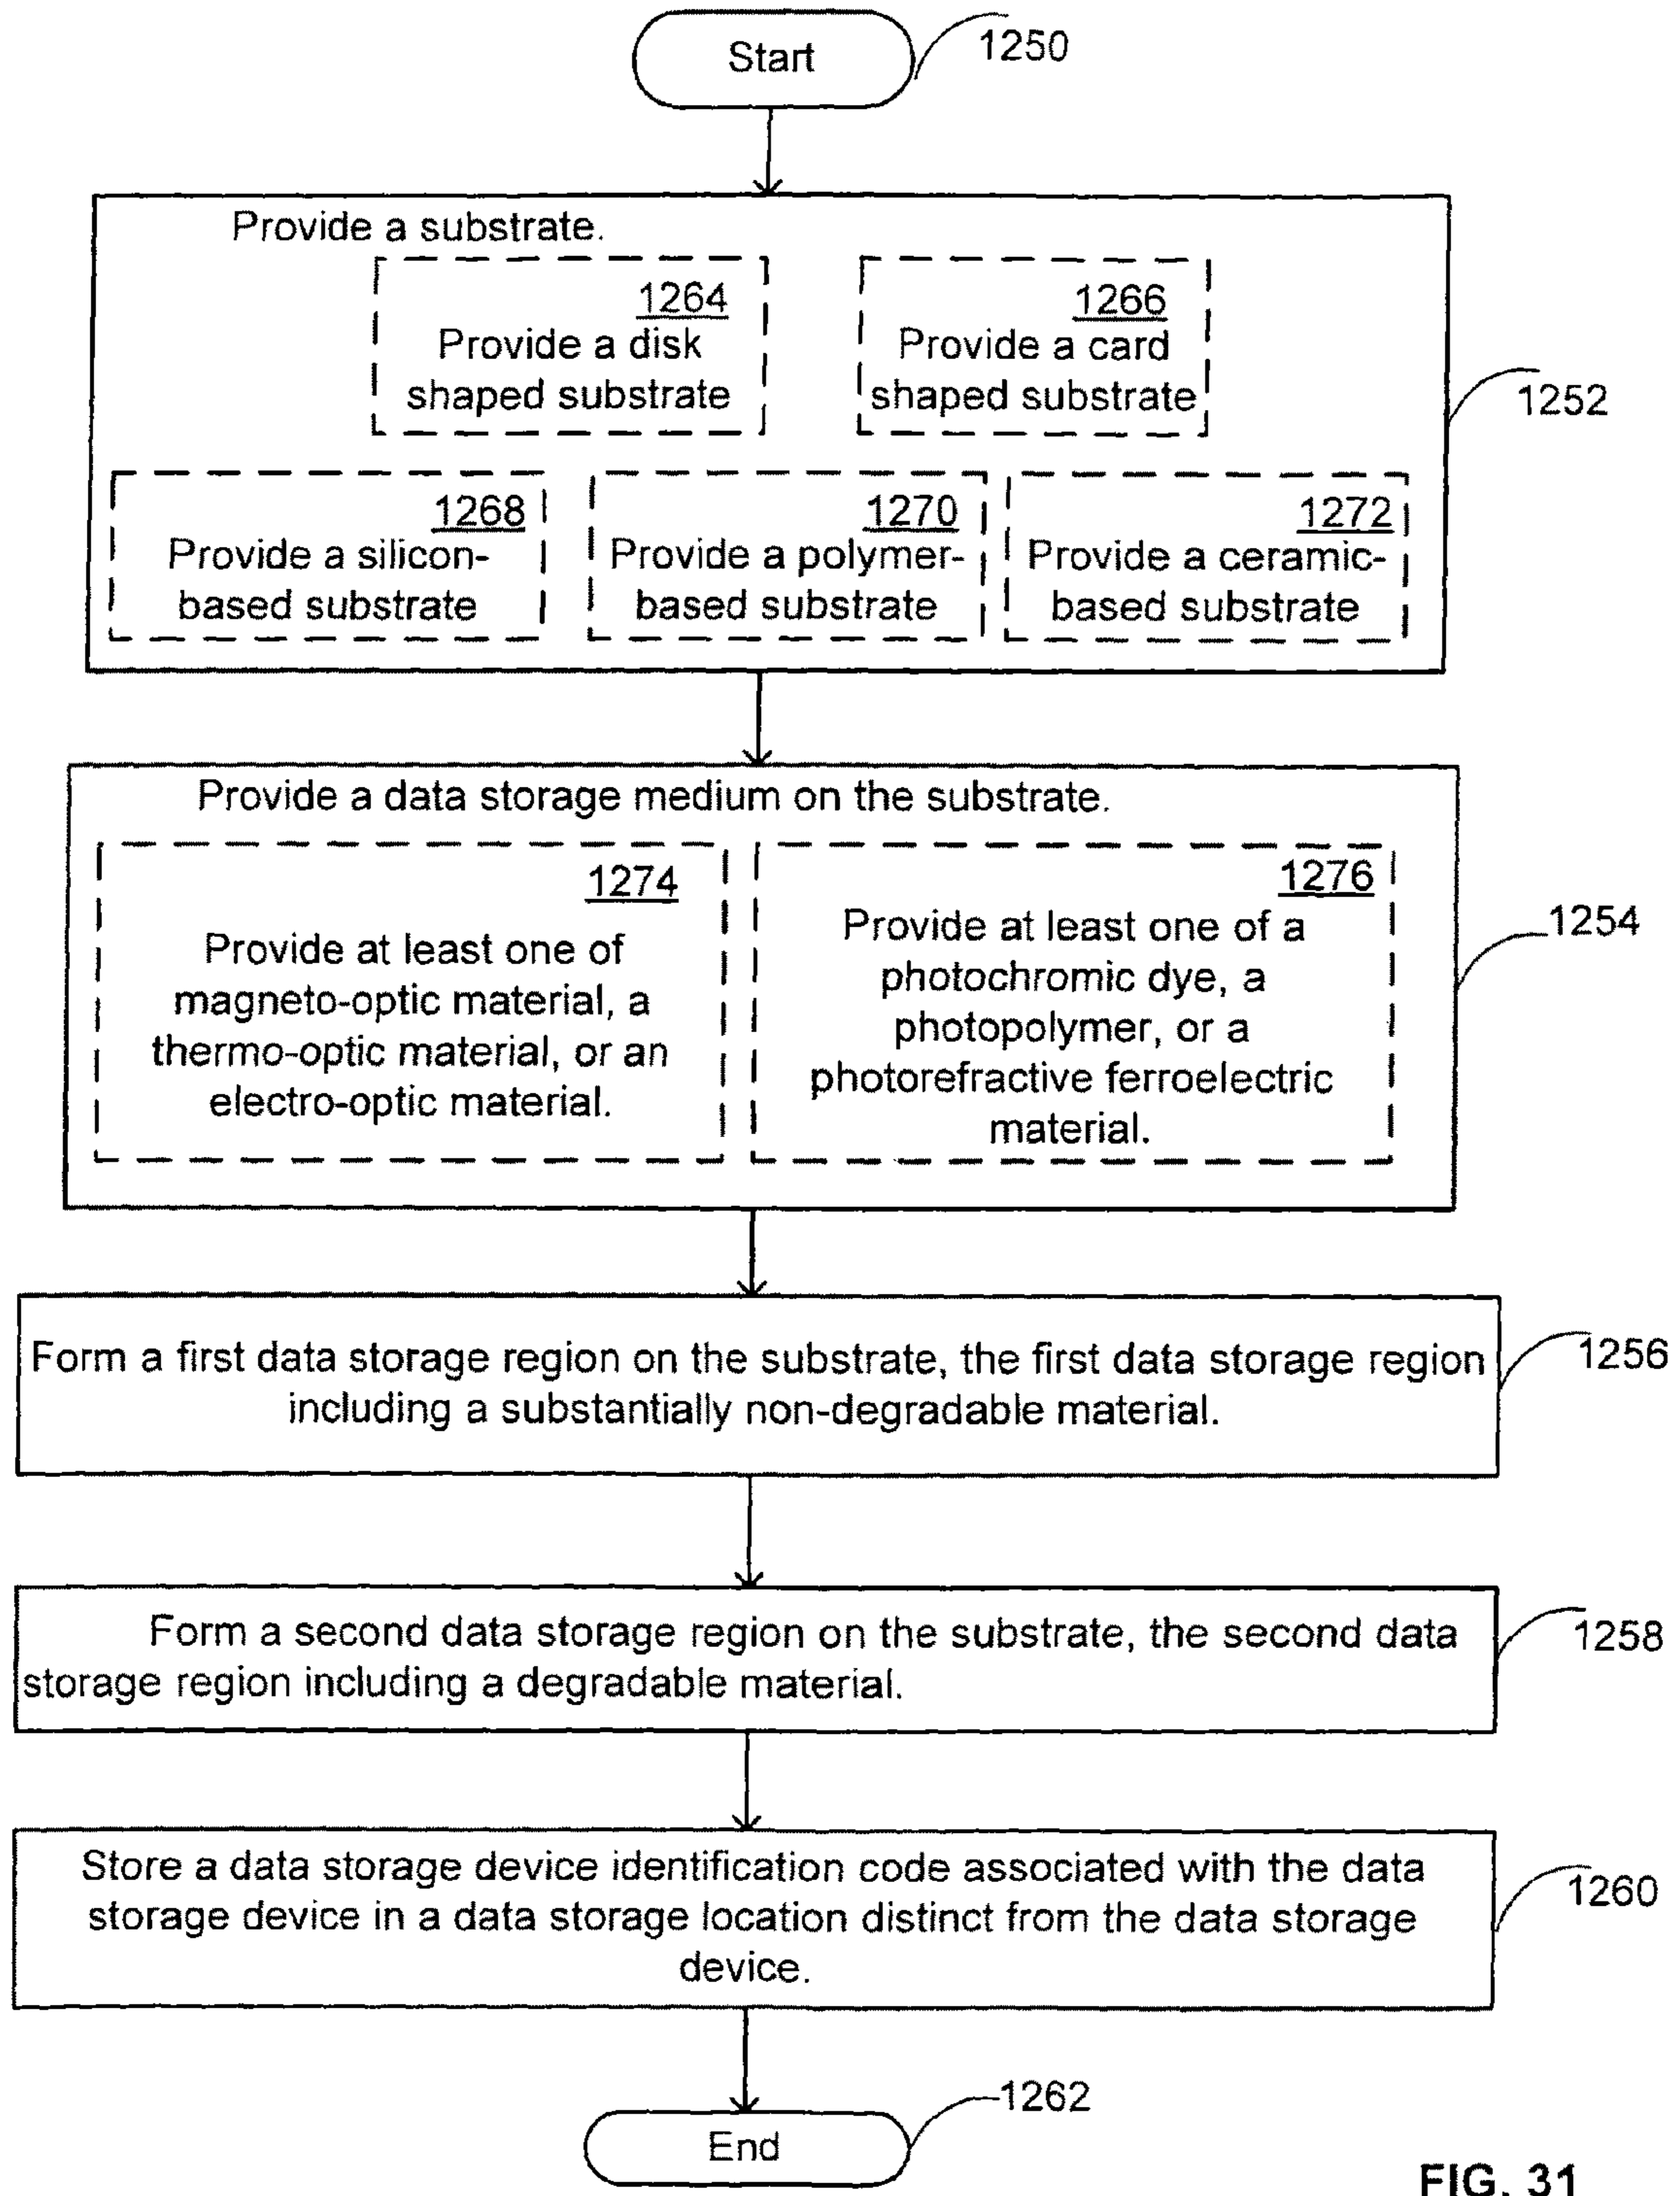 Start
1250
Provide a substrate.
1264
Provide a disk
shaped substrate
1266
Provide a card
shaped substrate
1252
1268
Provide a silicon-
based substrate
1270
Provide a polymer-
based substrate
1272
Provide a ceramic-
based substrate
Provide a data storage medium on the substrate.
1274
Provide at least one of
magneto-optic material, a
thermo-optic material, or an
electro-optic material.
1276
Provide at least one of a
photochromic dye, a
photopolymer, or a
photorefractive ferroelectric
material.
1254
Form a first data storage region on the substrate, the first data storage region
including a substantially non-degradable material.
1256
Form a second data storage region on the substrate, the second data
storage region including a degradable material.
1258
Store a data storage device identification code associated with the data
storage device in a data storage location distinct from the data storage
device.
1260
End
1262
FIG. 31